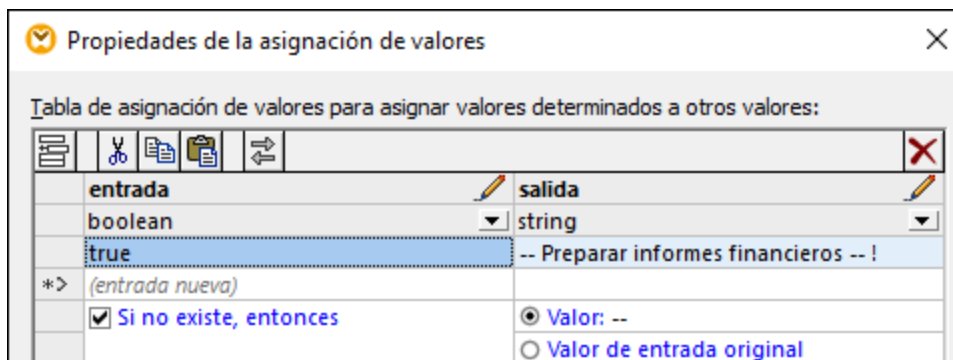 Propiedades de la asignación de valores
Tabla de asignación de valores para asignar valores determinados a otros valores:
entrada salida
boolean string
true -- Preparar informes financieros -- !
(entrada nueva)
Si no existe, entonces Valor: --
Valor de entrada original